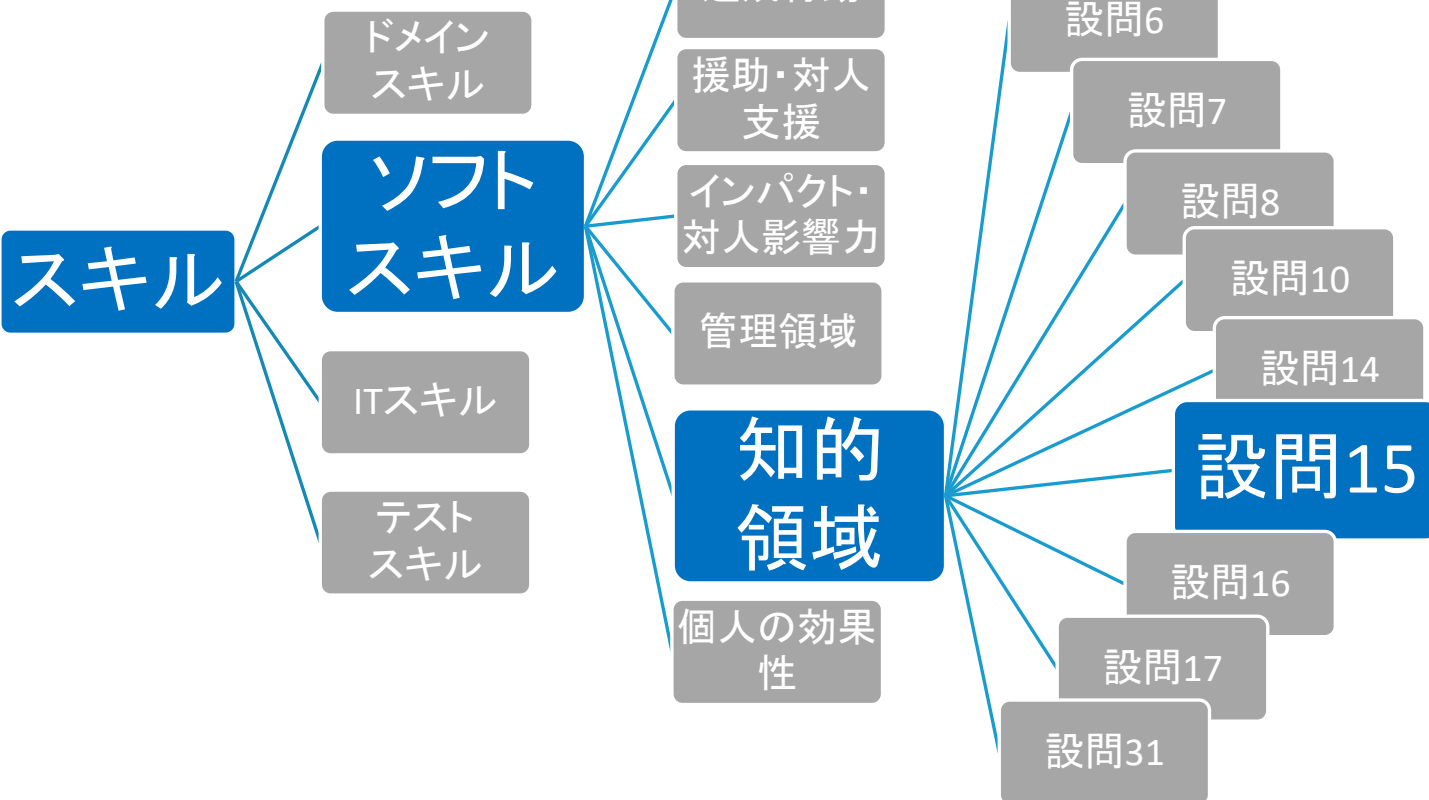 スキル
ドメイン
スキル
ソフト
スキル
ITスキル
テスト
スキル
援助・対人
支援
インパクト・
対人影響力
管理領域
知的
領域
個人の効果
性
設問6
設問7
設問8
設問10
設問14
設問15
設問16
設問17
設問31